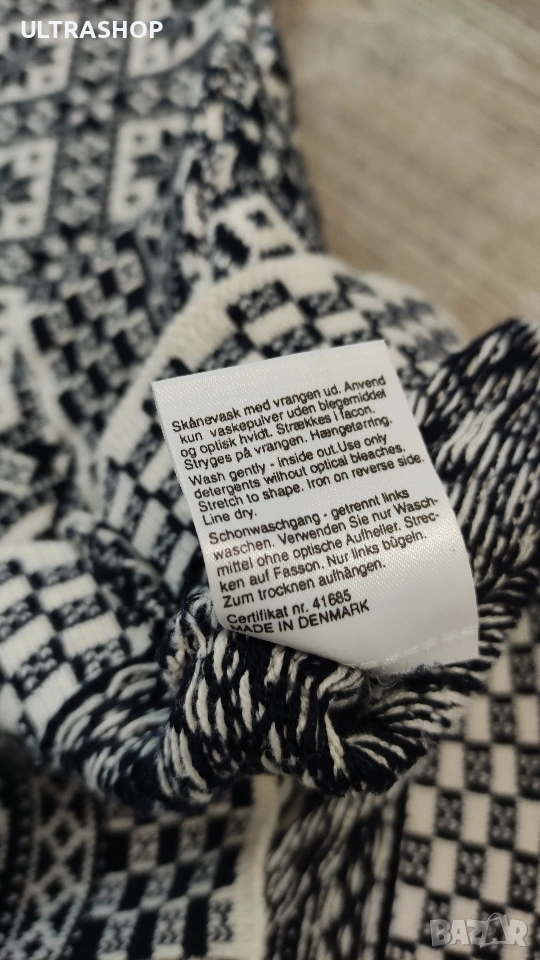 ULTRASHOP
Skånevask med vrangen ud. Anvend
kun vaskepulver uden blegemiddel
og optisk hvidt. Strækkes i facon.
Stryges på vrangen. Hængetørring.
Wash gently - inside out. Use only
detergents without optical bleaches.
Stretch to shape. Iron on reverse side.
Line dry.
Schonwaschgang - getrennt links
waschen. Verwenden Sie nur Wasch-
mittel ohne optische Aufheller. Strec-
ken auf Fasson. Nur links bügeln.
Zum trocknen aufhängen.
Certifikat nr. 41685
MADE IN DENMARK
BAZAR